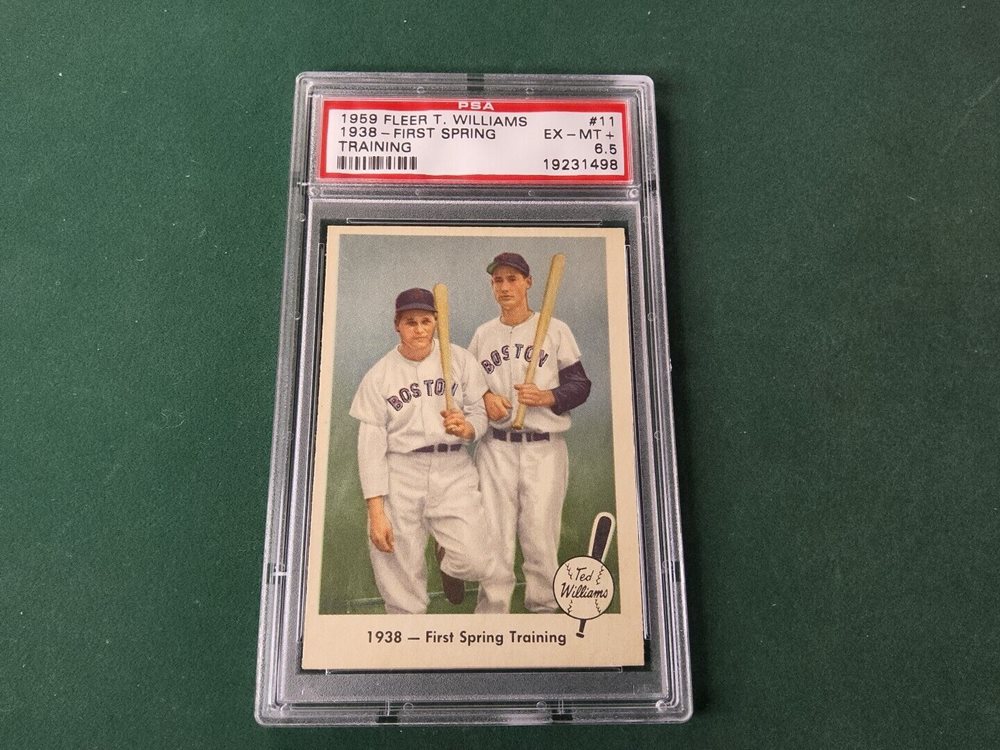 PSA
1959 FLEER T. WILLIAMS #11
1938-FIRST SPRING EX-MT+
TRAINING 6.5
19231498
BOSTON
BOSTON
Ted
Williams
1938 — First Spring Training